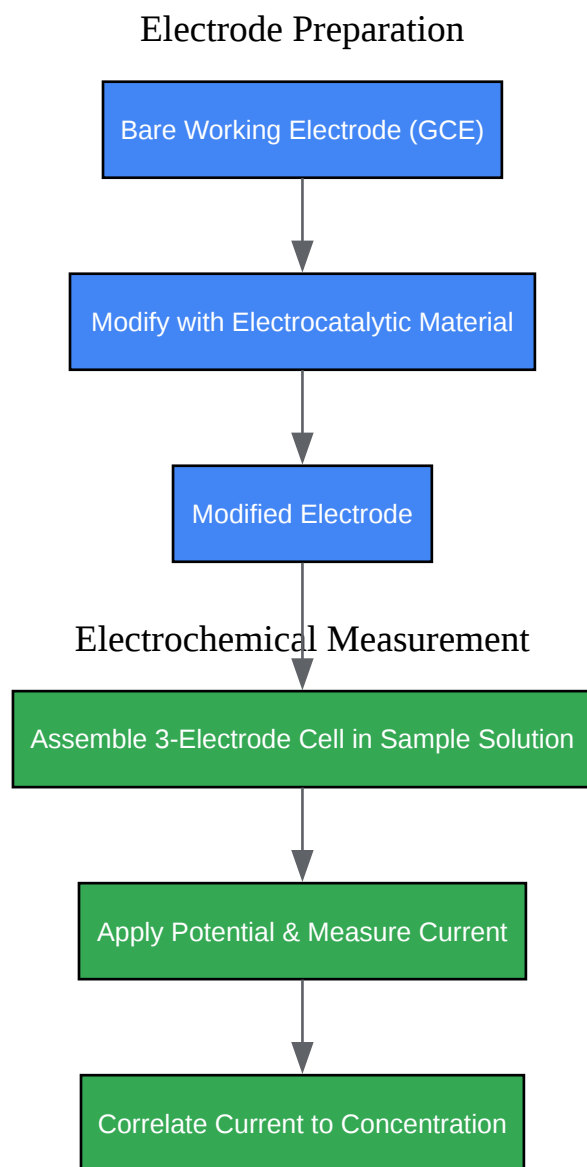 Electrode Preparation
Bare Working Electrode (GCE)
Modify with Electrocatalytic Material
Modified Electrode
Electrochemical Measurement
Assemble 3-Electrode Cell in Sample Solution
Apply Potential & Measure Current
Correlate Current to Concentration